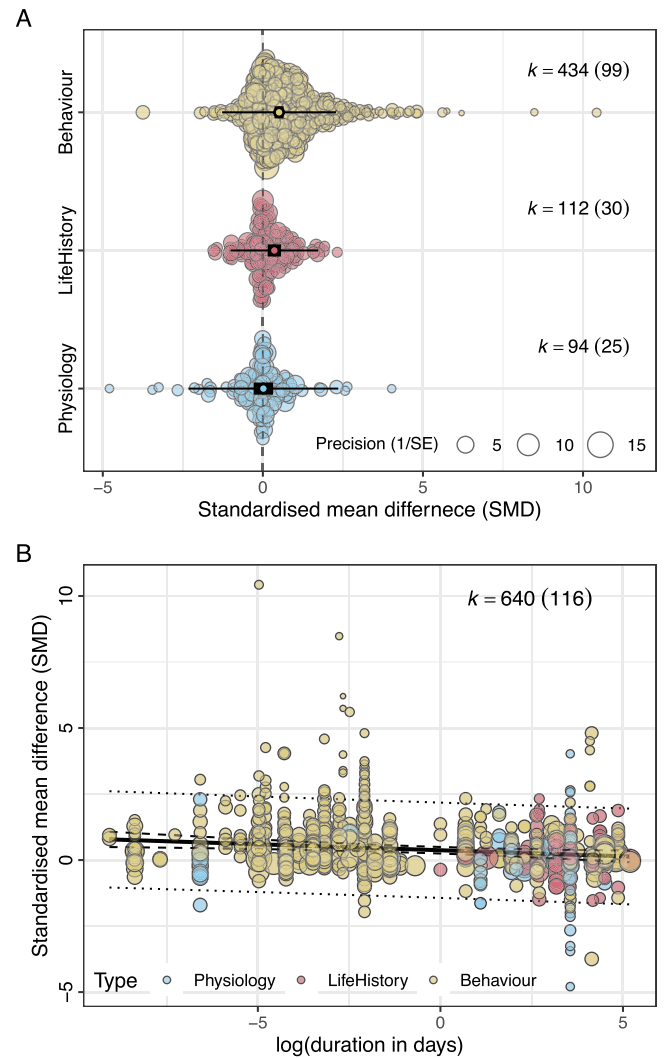 A
Behaviour
k = 434 (99)
LifeHistory
k = 112 (30)
Physiology
k = 94 (25)
Precision (1/SE) 5 10 15
−5 0 5 10
Standardised mean differnece (SMD)
B
Standardised mean difference (SMD)
10
5
0
−5
k = 640 (116)
Type Physiology LifeHistory Behaviour
−5 0 5
log(duration in days)